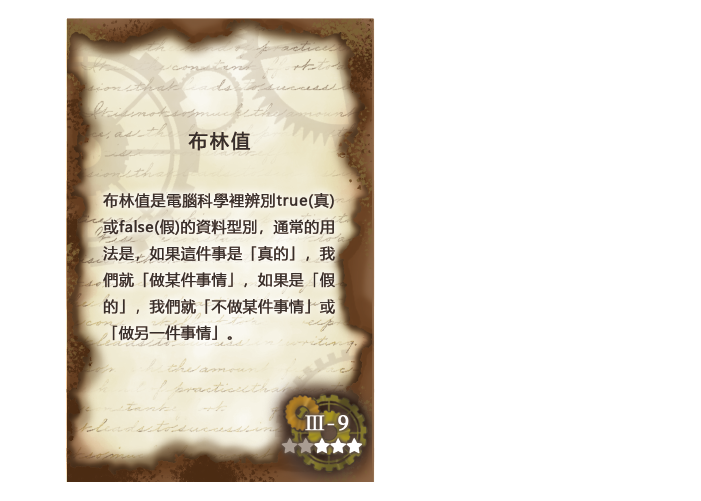 布林值
布林值是電腦科學裡辨別true(真)
或false(假)的資料型別，通常的用
法是，如果這件事是「真的」，我
們就「做某件事情」，如果是「假
的」，我們就「不做某件事情」或
「做另一件事情」。
III-9